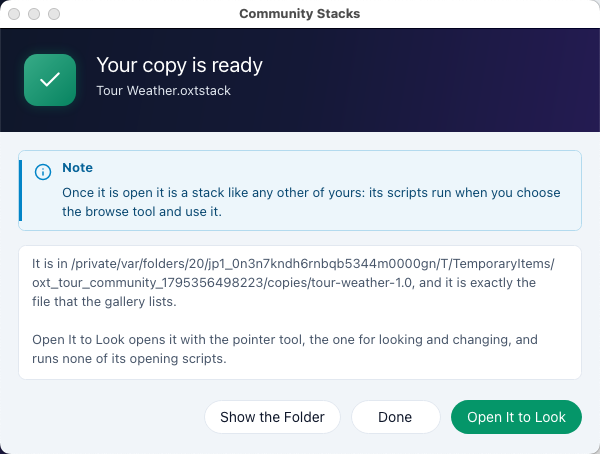 Community Stacks
Your copy is ready
Tour Weather.oxtstack
Note
Once it is open it is a stack like any other of yours: its scripts run when you choose
the browse tool and use it.
It is in /private/var/folders/20/jp1_0n3n7kndh6rnbqb5344m0000gn/T/TemporaryItems/
oxt_tour_community_1795356498223/copies/tour-weather-1.0, and it is exactly the
file that the gallery lists.
Open It to Look opens it with the pointer tool, the one for looking and changing, and
runs none of its opening scripts.
Show the Folder
Done
Open It to Look